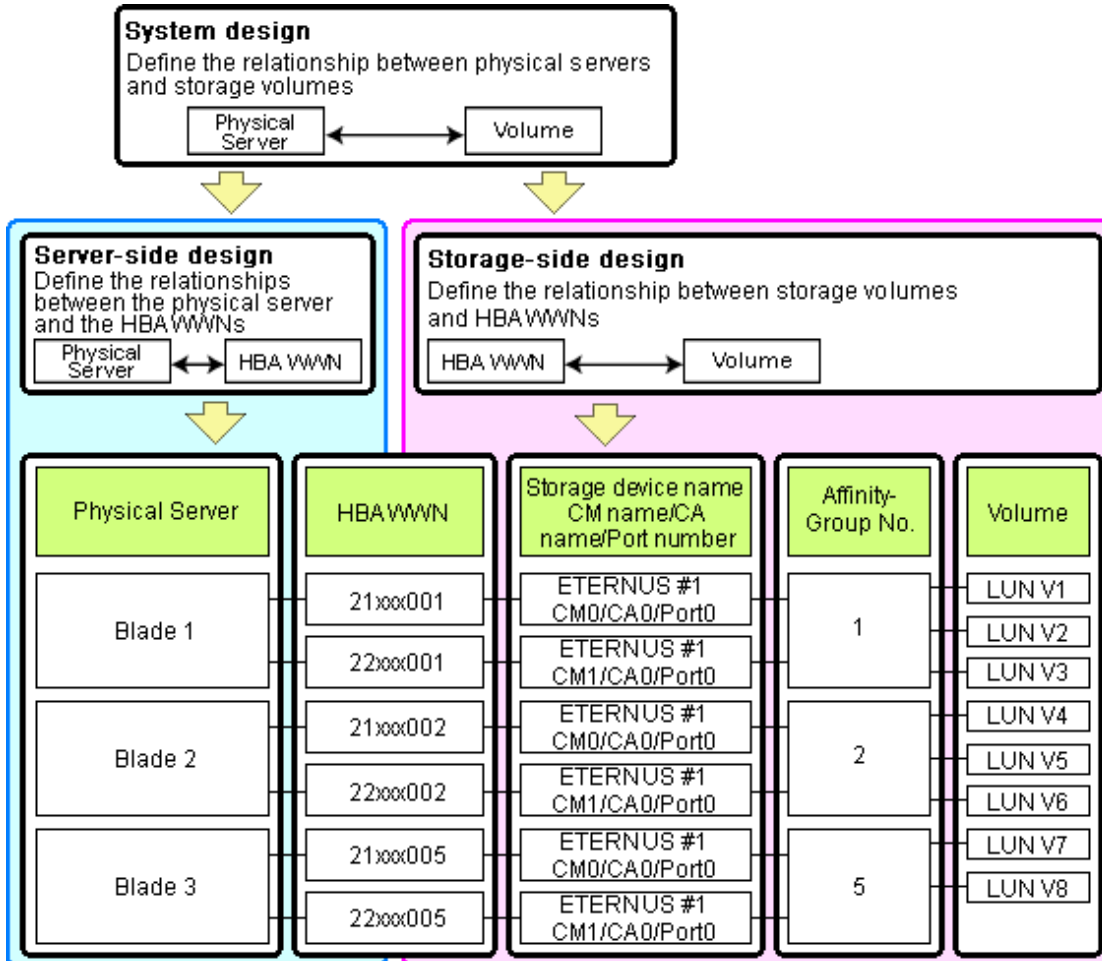 System design
Define the relationship between physical servers
and storage volumes
Physical
Server
Volume
Server-side design
Define the relationships
between the physical server
and the HBAWWNs
Physical
Server
HBA WWN
Storage-side design
Define the relationship between storage volumes
and HBAWWNs
HBA WWN
Volume
Physical Server
HBAWWN
Storage device name
CM name/CA
name/Port number
Affinity-
Group No.
Volume
Blade 1
21xxx001
ETERNUS #1
CM0/CA0/Port0
22xxx001
ETERNUS #1
CM1/CA0/Port0
1
LUN V1
LUN V2
LUN V3
Blade 2
21xxx002
ETERNUS #1
CM0/CA0/Port0
22xxx002
ETERNUS #1
CM1/CA0/Port0
2
LUN V4
LUN V5
LUN V6
Blade 3
21xxx005
ETERNUS #1
CM0/CA0/Port0
22xxx005
ETERNUS #1
CM1/CA0/Port0
5
LUN V7
LUN V8